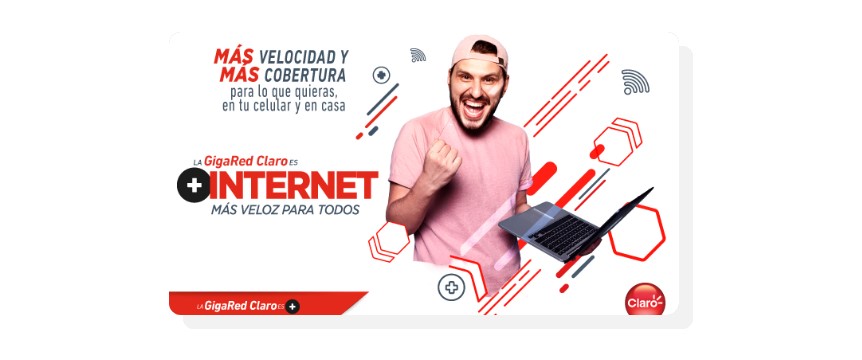 MÁS VELOCIDAD Y
MÁS COBERTURA
para lo que quieras,
en tu celular y en casa
LA GigaRed Claro ES
+INTERNET
MÁS VELOZ PARA TODOS
LA GigaRed Claro ES +
Claro